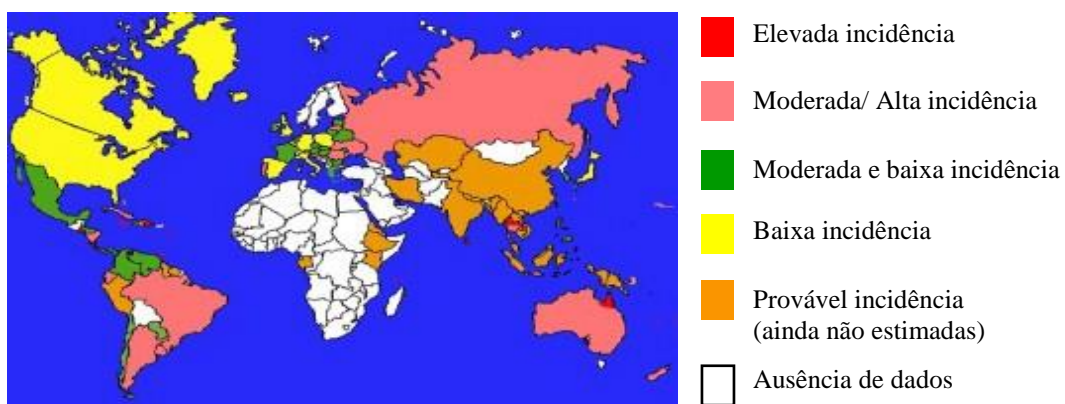 Elevada incidência
Moderada/ Alta incidência
Moderada e baixa incidência
Baixa incidência
Provável incidência
(ainda não estimadas)
Ausência de dados